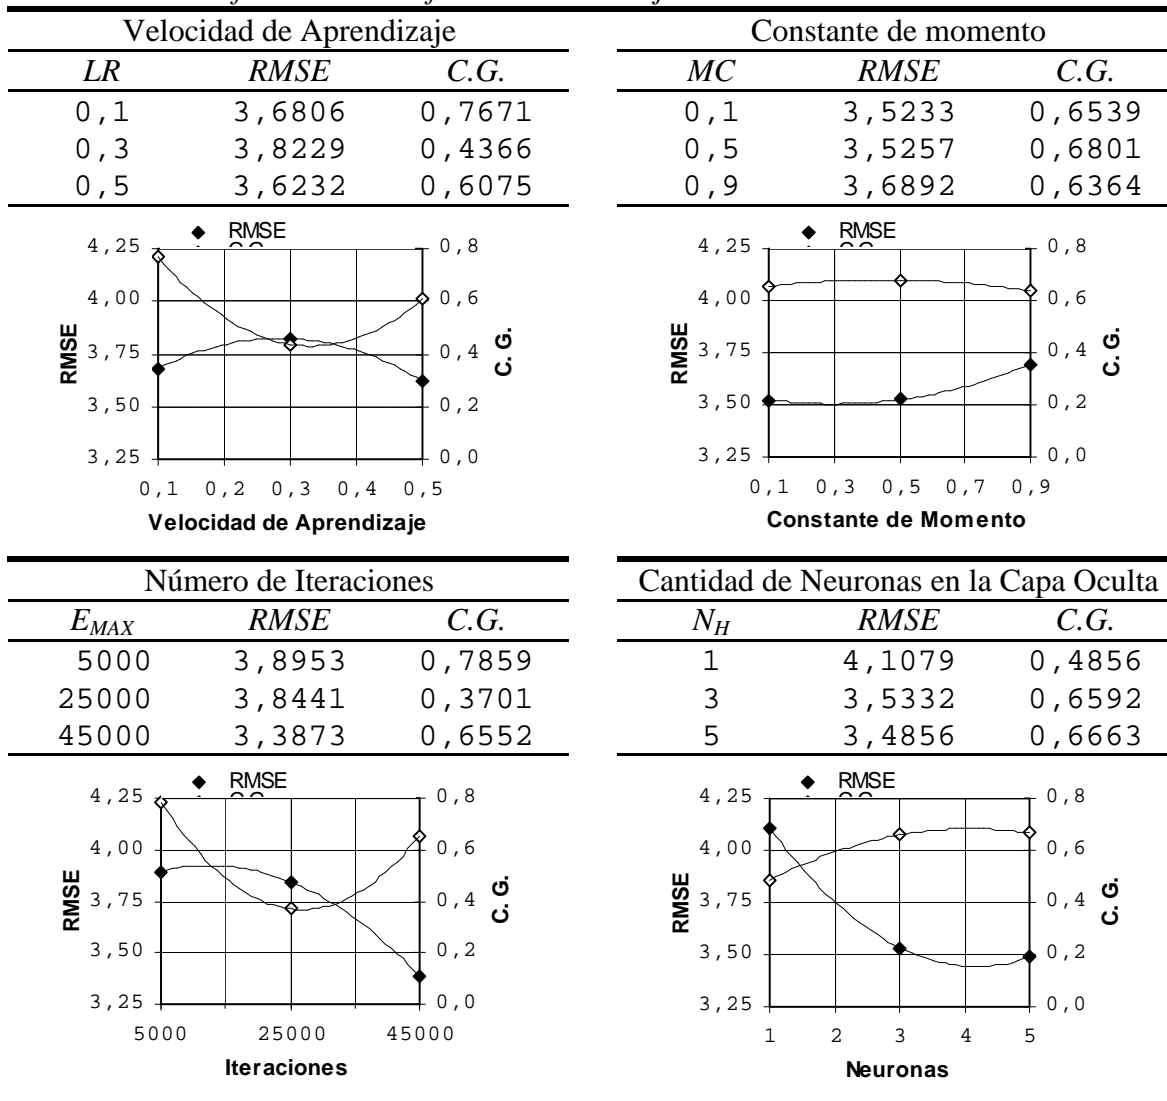 Velocidad de Aprendizaje
LR RMSE C.G.
0,1 3,6806 0,7671
0,3 3,8229 0,4366
0,5 3,6232 0,6075
RMSE
4,25 0,8
4,00 0,6
3,75 0,4
3,50 0,2
3,25 0,0
RMSE
C. G.
0,1 0,2 0,3 0,4 0,5
Velocidad de Aprendizaje
Constante de momento
MC RMSE C.G.
0,1 3,5233 0,6539
0,5 3,5257 0,6801
0,9 3,6892 0,6364
RMSE
4,25 0,8
4,00 0,6
3,75 0,4
3,50 0,2
3,25 0,0
RMSE
C. G.
0,1 0,3 0,5 0,7 0,9
Constante de Momento
Número de Iteraciones
E_MAX RMSE C.G.
5000 3,8953 0,7859
25000 3,8441 0,3701
45000 3,3873 0,6552
RMSE
4,25 0,8
4,00 0,6
3,75 0,4
3,50 0,2
3,25 0,0
RMSE
C. G.
5000 25000 45000
Iteraciones
Cantidad de Neuronas en la Capa Oculta
N_H RMSE C.G.
1 4,1079 0,4856
3 3,5332 0,6592
5 3,4856 0,6663
RMSE
4,25 0,8
4,00 0,6
3,75 0,4
3,50 0,2
3,25 0,0
RMSE
C. G.
1 2 3 4 5
Neuronas